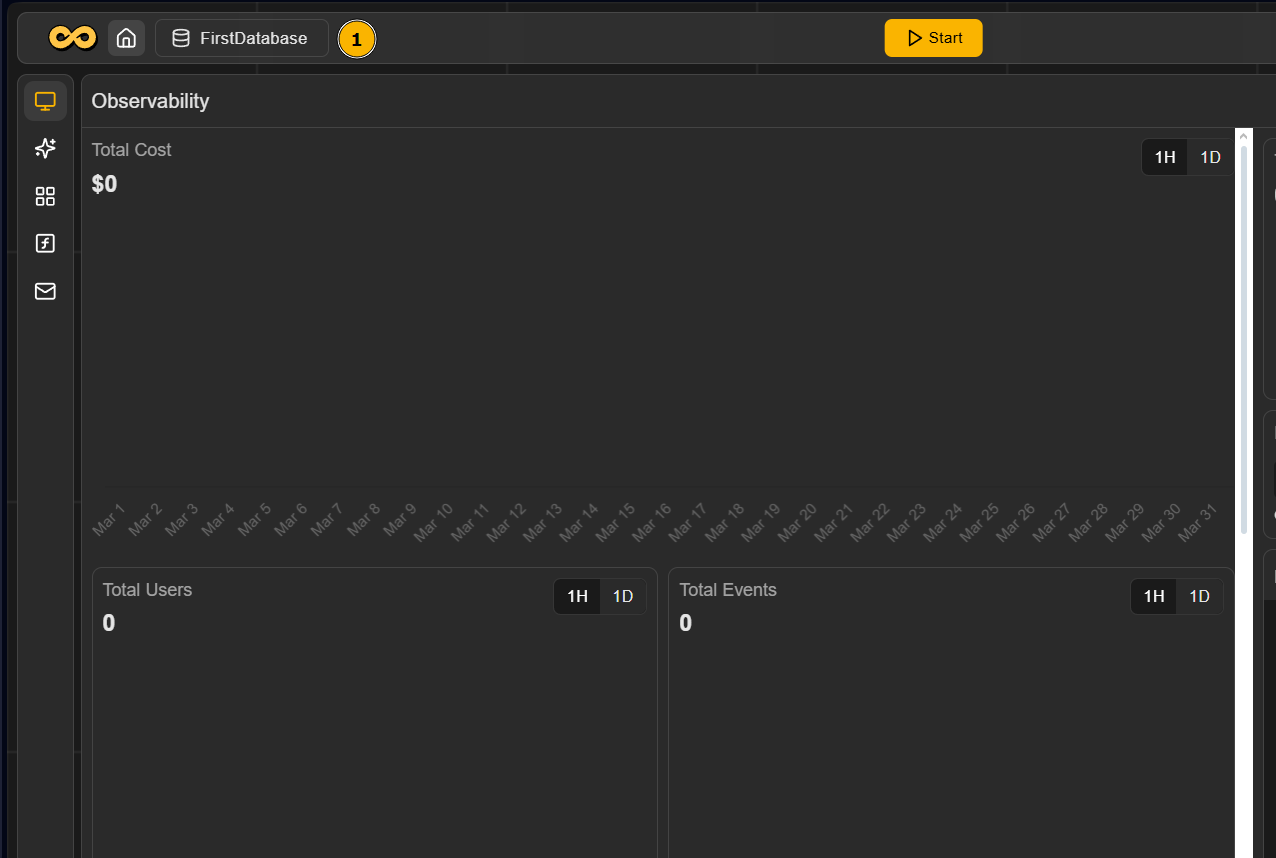 FirstDatabase
1
Start
Observability
Total Cost
1H 1D
$0
Mar 1 Mar 2 Mar 3 Mar 4 Mar 5 Mar 6 Mar 7 Mar 8 Mar 9 Mar 10 Mar 11 Mar 12 Mar 13 Mar 14 Mar 15 Mar 16 Mar 17 Mar 18 Mar 19 Mar 20 Mar 21 Mar 22 Mar 23 Mar 24 Mar 25 Mar 26 Mar 27 Mar 28 Mar 29 Mar 30 Mar 31
Total Users
1H 1D
0
Total Events
1H 1D
0